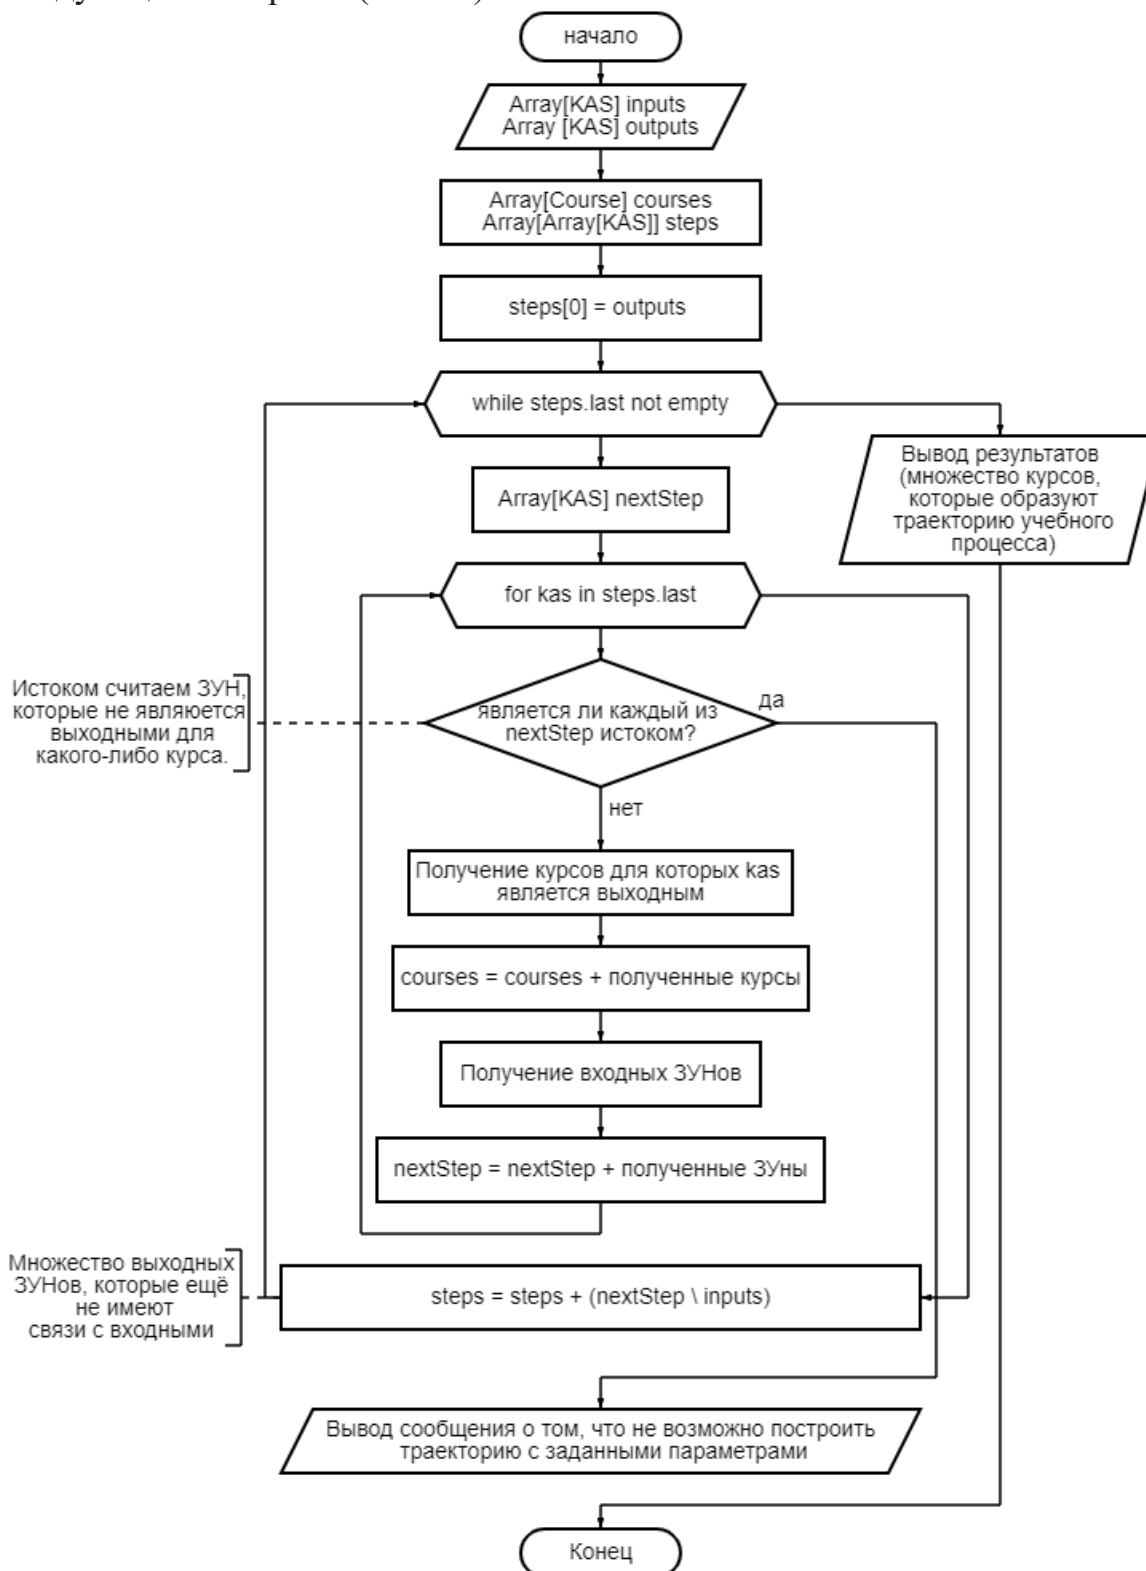 начало
Array[KAS] inputs
Array [KAS] outputs
Array[Course] courses
Array[Array[KAS]] steps
steps[0] = outputs
while steps.last not empty
Вывод результатов
(множество курсов,
которые образуют
траекторию учебного
процесса)
Array[KAS] nextStep
for kas in steps.last
Истоком считаем ЗУН,
которые не являюется
выходными для
какого-либо курса.
является ли каждый из
nextStep истоком?
да
нет
Получение курсов для которых kas
является выходным
courses = courses + полученные курсы
Получение входных ЗУНов
nextStep = nextStep + полученные ЗУны
Множество выходных
ЗУНов, которые ещё
не имеют
связи с входными
steps = steps + (nextStep \ inputs)
Вывод сообщения о том, что не возможно построить
траекторию с заданными параметрами
Конец